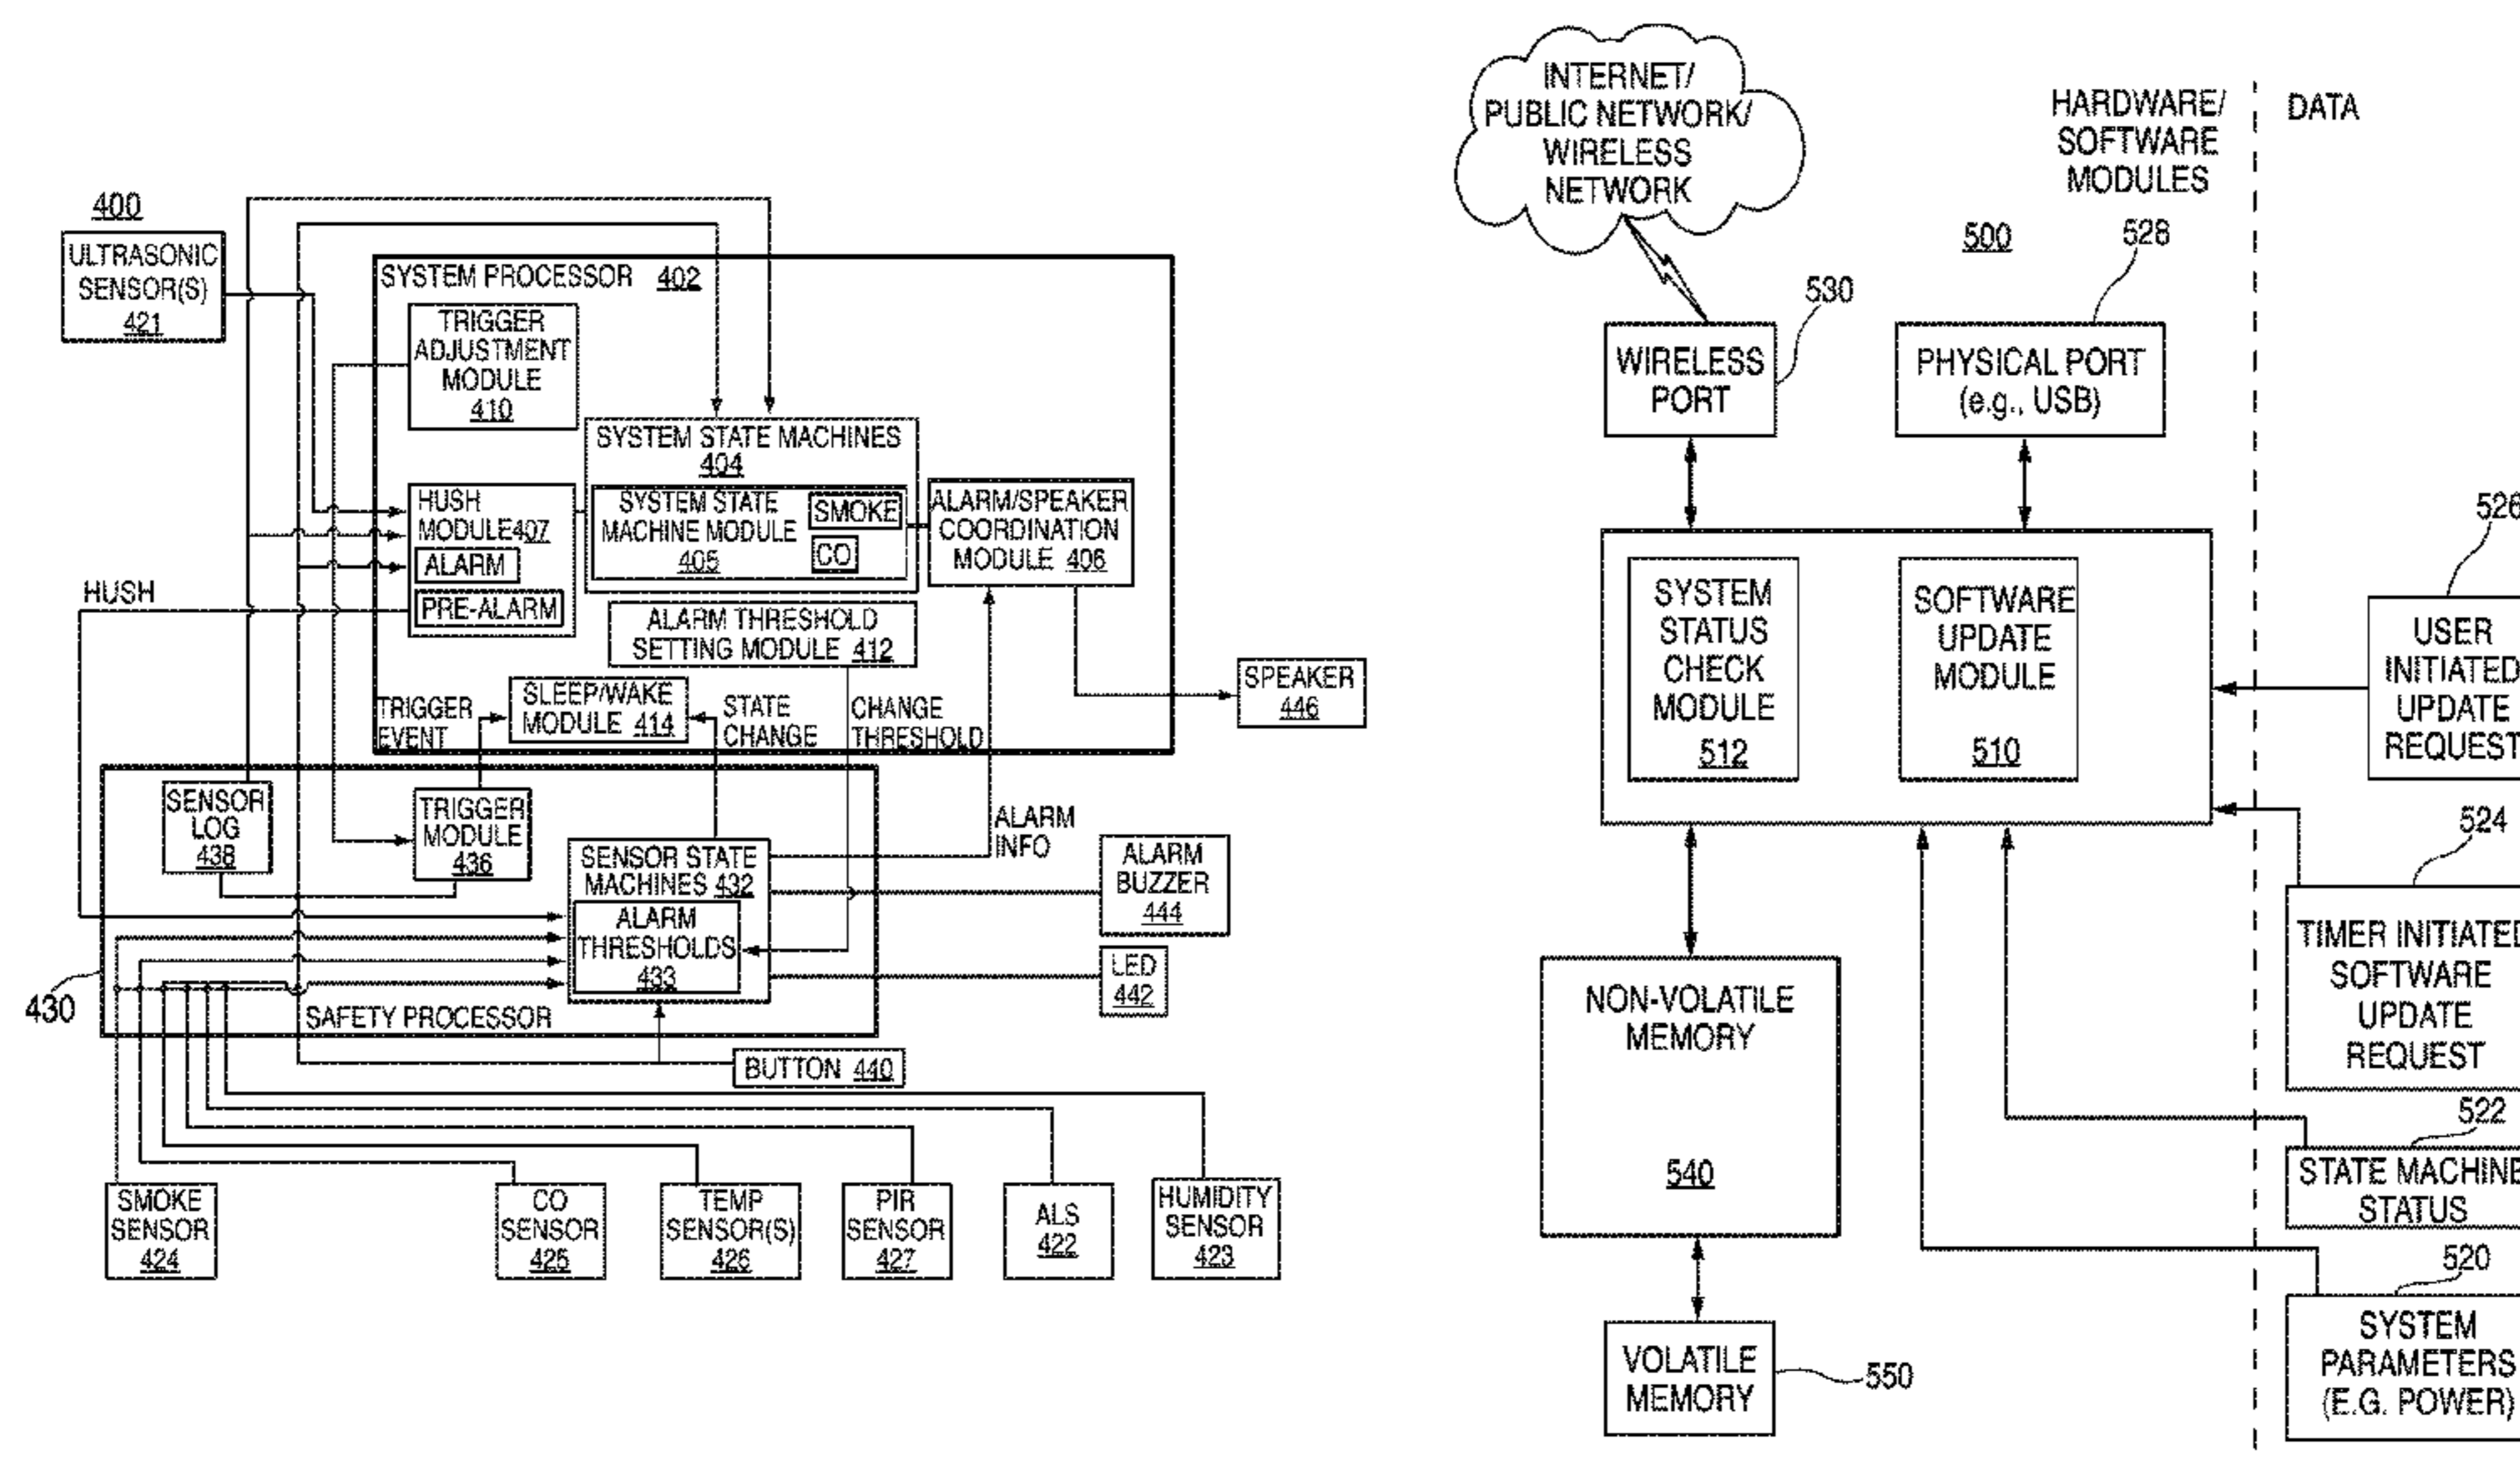 400
ULTRASONIC
SENSOR(S)
421
SYSTEM PROCESSOR 402
TRIGGER
ADJUSTMENT
MODULE
410
SYSTEM STATE MACHINES
404
SYSTEM STATE
MACHINE MODULE
405
SMOKE
CO
HUSH
MODULE407
ALARM
PRE-ALARM
ALARM/SPEAKER
COORDINATION
MODULE 406
HUSH
ALARM THRESHOLD
SETTING MODULE 412
SLEEP/WAKE
MODULE 414
TRIGGER
EVENT
STATE
CHANGE
CHANGE
THRESHOLD
SPEAKER
446
SENSOR
LOG
438
TRIGGER
MODULE
436
SENSOR STATE
MACHINES 432
ALARM
THRESHOLDS
433
ALARM
INFO
ALARM
BUZZER
444
LED
442
430
SAFETY PROCESSOR
BUTTON 440
SMOKE
SENSOR
424
CO
SENSOR
425
TEMP
SENSOR(S)
426
PIR
SENSOR
427
ALS
422
HUMIDITY
SENSOR
423
INTERNET/
PUBLIC NETWORK/
WIRELESS
NETWORK
HARDWARE/
SOFTWARE
MODULES
DATA
500
528
530
WIRELESS
PORT
PHYSICAL PORT
(e.g., USB)
SYSTEM
STATUS
CHECK
MODULE
512
SOFTWARE
UPDATE
MODULE
510
526
USER
INITIATED
UPDATE
REQUEST
524
TIMER INITIATED
SOFTWARE
UPDATE
REQUEST
522
STATE MACHINE
STATUS
520
SYSTEM
PARAMETERS
(E.G. POWER)
NON-VOLATILE
MEMORY
540
VOLATILE
MEMORY
550